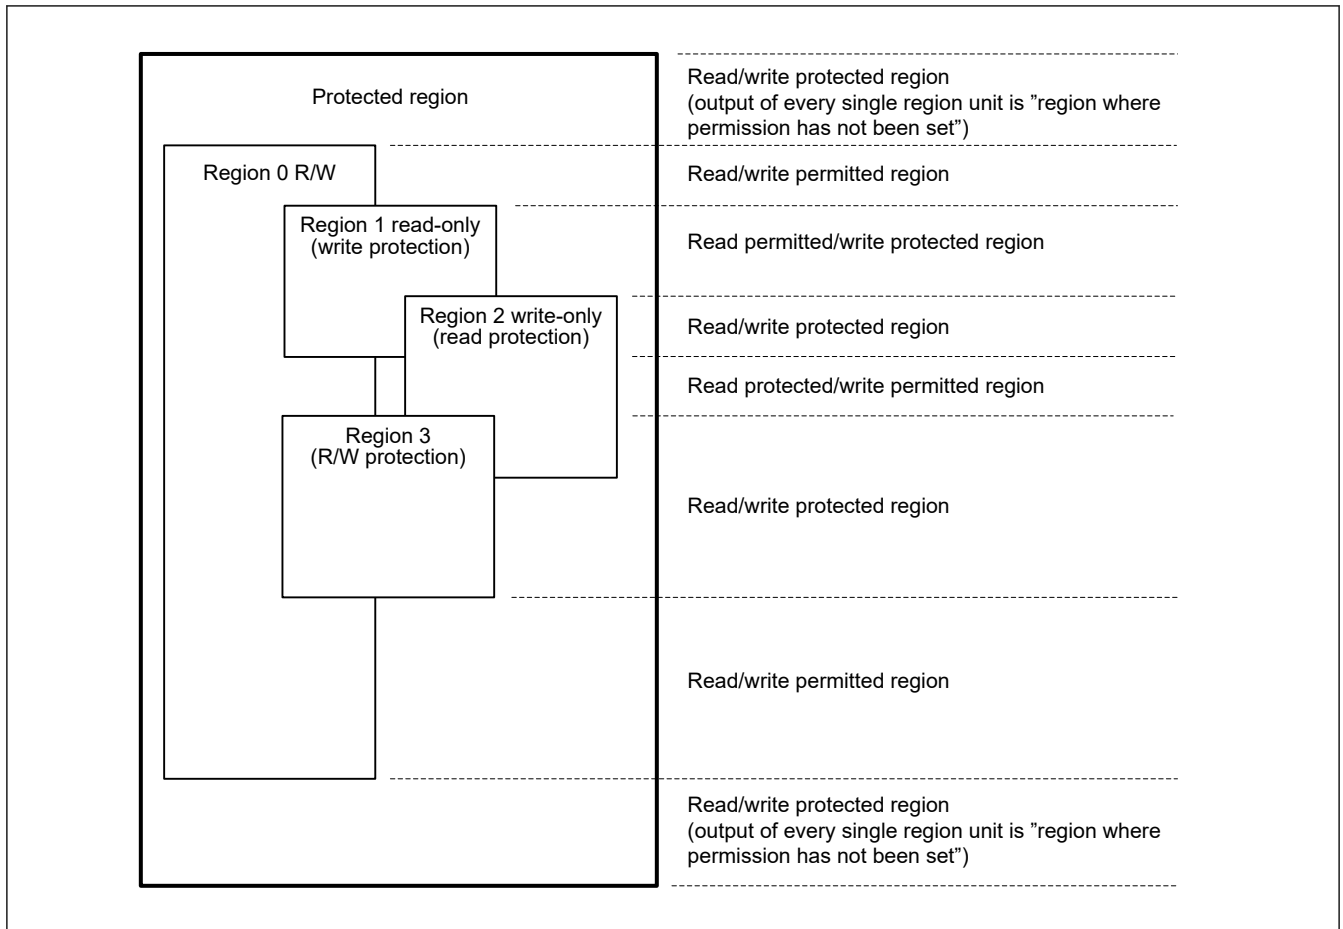 Protected region
Read/write protected region
(output of every single region unit is ”region where
permission has not been set”)
Region 0 R/W
Read/write permitted region
Region 1 read-only
(write protection)
Read permitted/write protected region
Region 2 write-only
(read protection)
Read/write protected region
Read protected/write permitted region
Region 3
(R/W protection)
Read/write protected region
Read/write permitted region
Read/write protected region
(output of every single region unit is ”region where
permission has not been set”)